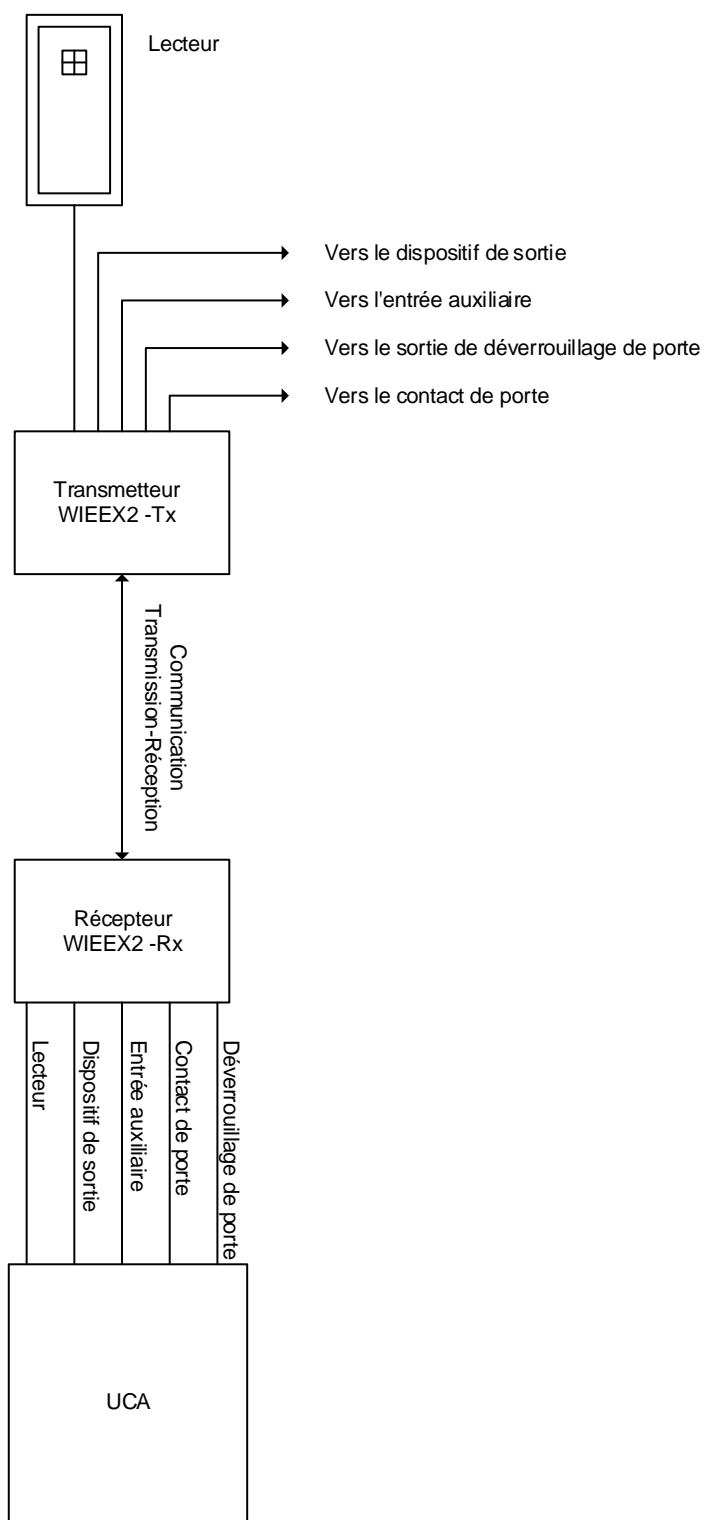 Lecteur
Vers le dispositif de sortie
Vers l'entrée auxiliaire
Vers le sortie de déverrouillage de porte
Vers le contact de porte
Transmetteur
WIEEX2 -Tx
Communication
Transmission-Réception
Récepteur
WIEEX2 -Rx
Lecteur
Dispositif de sortie
Entrée auxiliaire
Contact de porte
Déverrouillage de porte
UCA